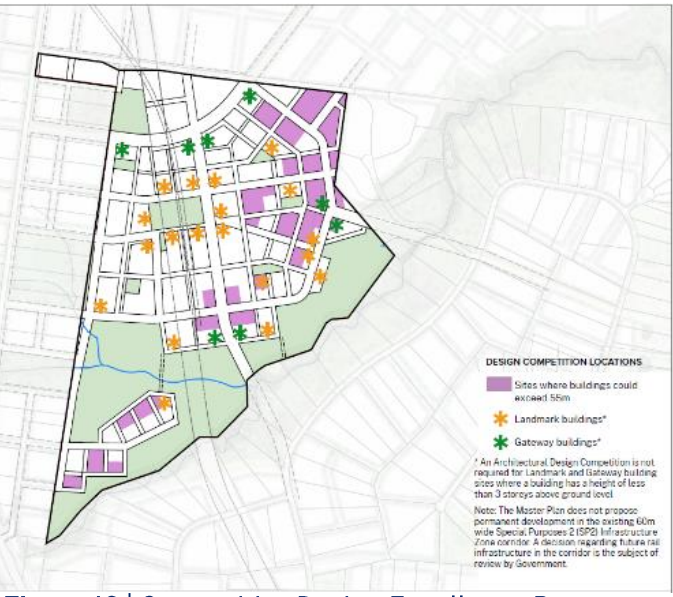 DESIGN COMPETITION LOCATIONS
Sites where buildings could
exceed 55m
Landmark buildings*
Gateway buildings*
* An Architectural Design Competition is not
required for Landmark and Gateway building
sites where a building has a height of less
than 3 storeys above ground level
Note: The Master Plan does not propose
permanent development in the existing 60m
wide Special Purposes 2 (SP2) Infrastructure
Zone corridor. A decision regarding future rail
infrastructure in the corridor is the subject of
review by Government.